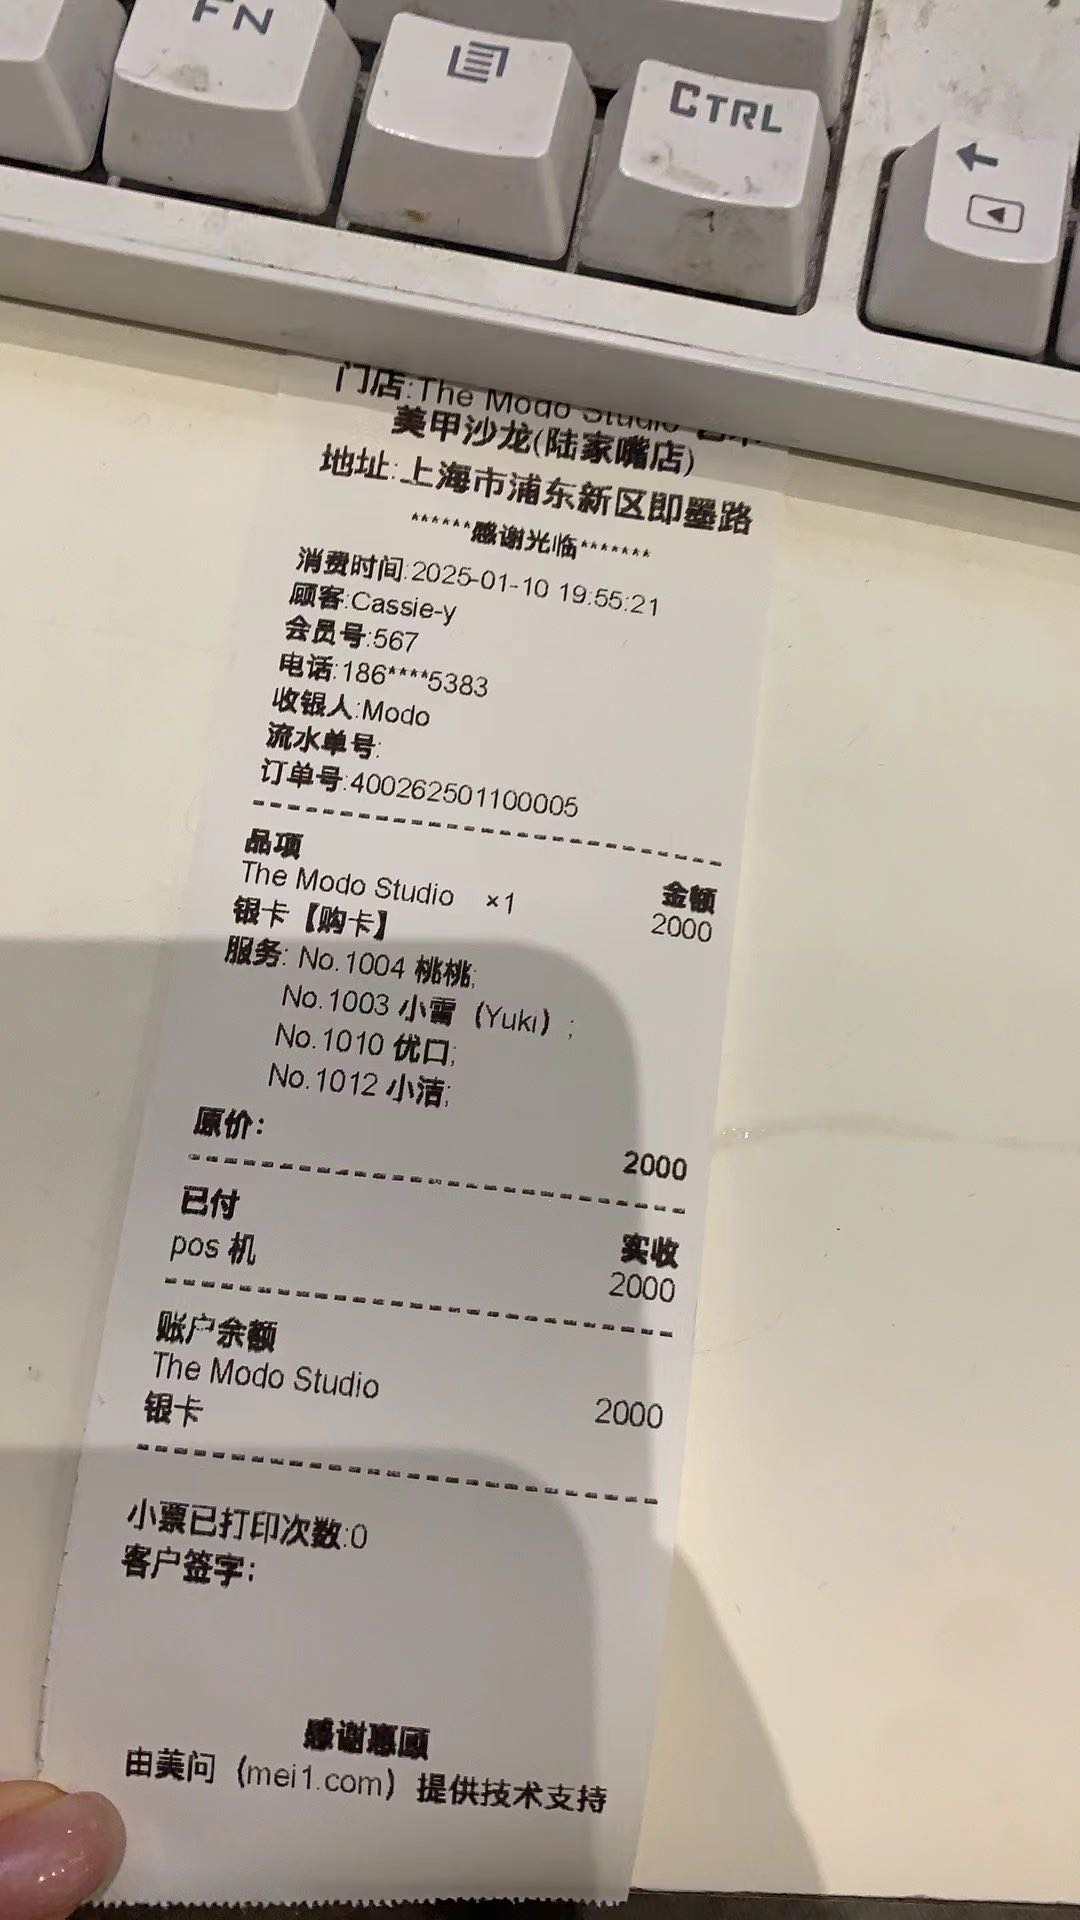 FN
CTRL
门店:The Modo Studio
美甲沙龙(陆家嘴店)
地址:上海市浦东新区即墨路
******感谢光临*******
消费时间:2025-01-10 19:55:21
顾客:Cassie-y
会员号:567
电话:186****5383
收银人:Modo
流水单号:
订单号:400262501100005
品项 金额
The Modo Studio ×1 2000
银卡【购卡】
服务: No.1004 桃桃;
No.1003 小雷（Yuki）;
No.1010 优口;
No.1012 小洁;
原价: 2000
已付 实收
pos 机 2000
账户余额
The Modo Studio
银卡 2000
小票已打印次数:0
客户签字:
感谢惠顾
由美问（mei1.com）提供技术支持